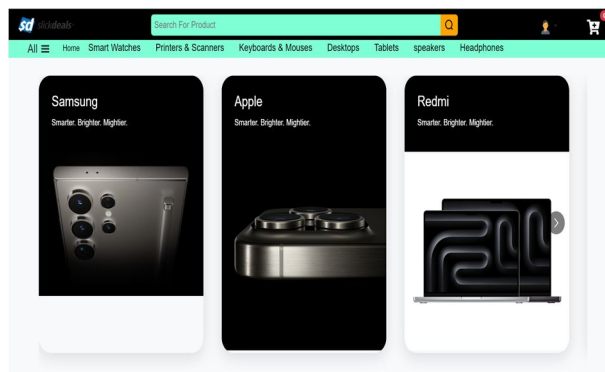 sd slickdeals
Search For Product
All Home Smart Watches Printers & Scanners Keyboards & Mouses Desktops Tablets speakers Headphones
Samsung
Smarter. Brighter. Mightier.
Apple
Smarter. Brighter. Mightier.
Redmi
Smarter. Brighter. Mightier.